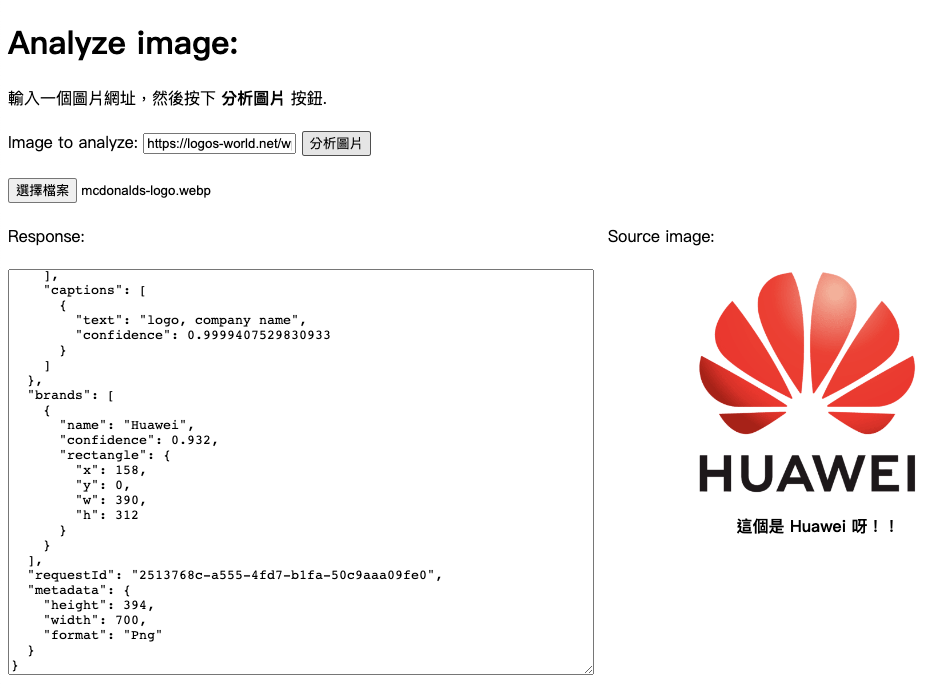 Analyze image:
輸入一個圖片網址，然後按下 分析圖片 按鈕.
Image to analyze: https://logos-world.net/w 分析圖片
選擇檔案 mcdonalds-logo.webp
Response:
Source image:
],
"captions": [
{
"text": "logo, company name",
"confidence": 0.9999407529830933
}
]
},
"brands": [
{
"name": "Huawei",
"confidence": 0.932,
"rectangle": {
"x": 158,
"y": 0,
"w": 390,
"h": 312
}
}
],
"requestId": "2513768c-a555-4fd7-b1fa-50c9aaa09fe0",
"metadata": {
"height": 394,
"width": 700,
"format": "Png"
}
}
HUAWEI
這個是 Huawei 呀！！